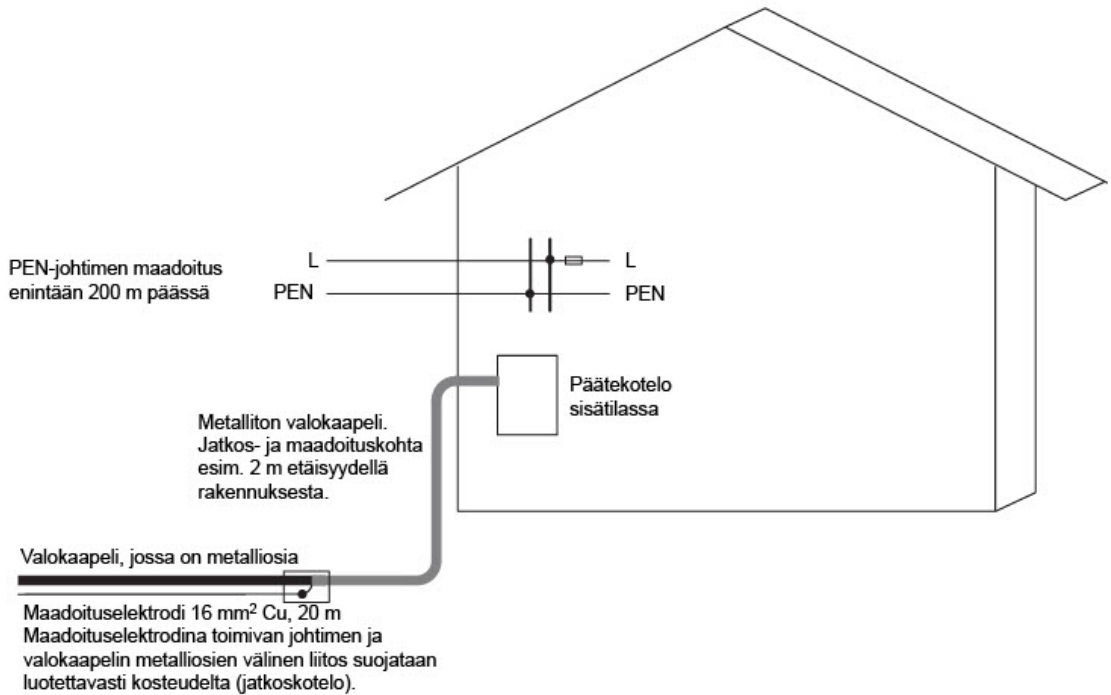 PEN-johtimen maadoitus
enintään 200 m päässä
L
L
PEN
PEN
Päätekotelo
sisätilassa
Metalliton valokaapeli.
Jatkos- ja maadoituskohta
esim. 2 m etäisyydellä
rakennuksesta.
Valokaapeli, jossa on metalliosia
Maadoituselektrodi 16 mm² Cu, 20 m
Maadoituselektrodina toimivan johtimen ja
valokaapelin metalliosien välinen liitos suojataan
luotettavasti kosteudelta (jatkoskotelo).